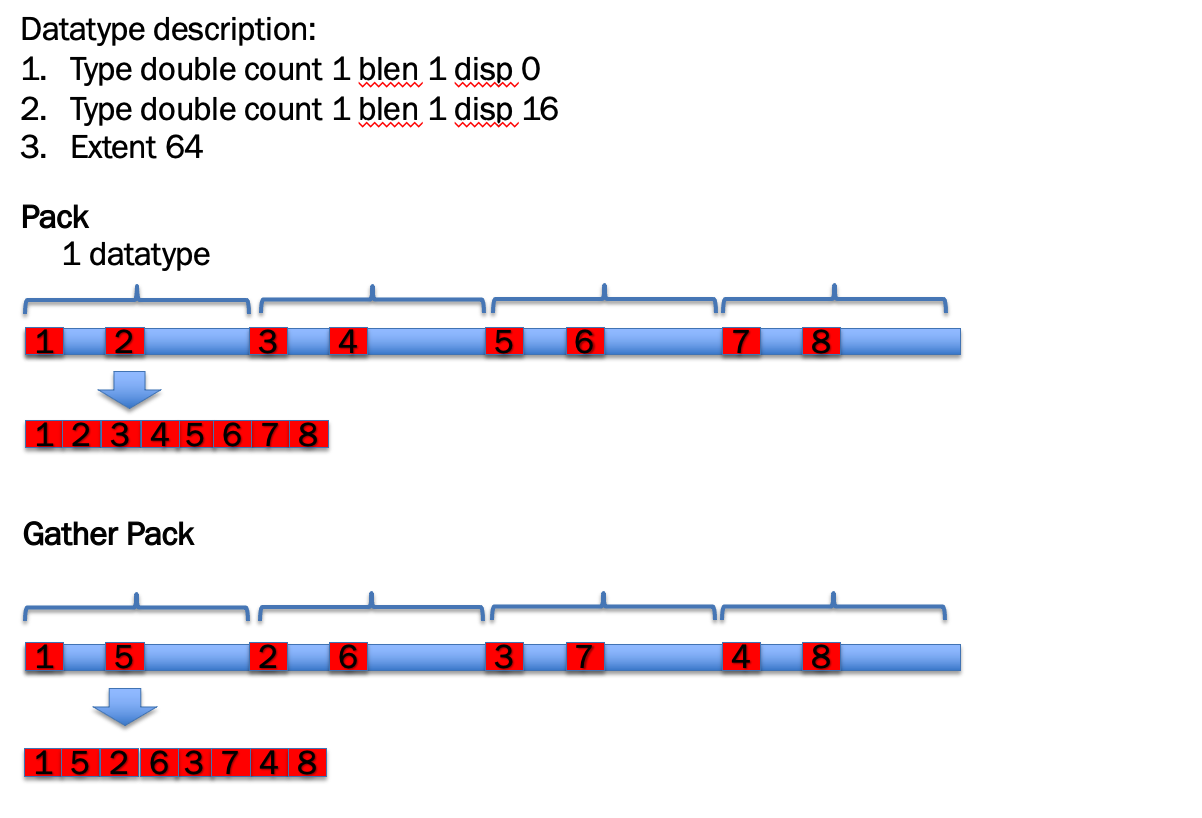 Datatype description:
1. Type double count 1 blen 1 disp 0
2. Type double count 1 blen 1 disp 16
3. Extent 64
Pack
1 datatype
1 2 3 4 5 6 7 8
1 2 3 4 5 6 7 8
Gather Pack
1 5 2 6 3 7 4 8
1 5 2 6 3 7 4 8